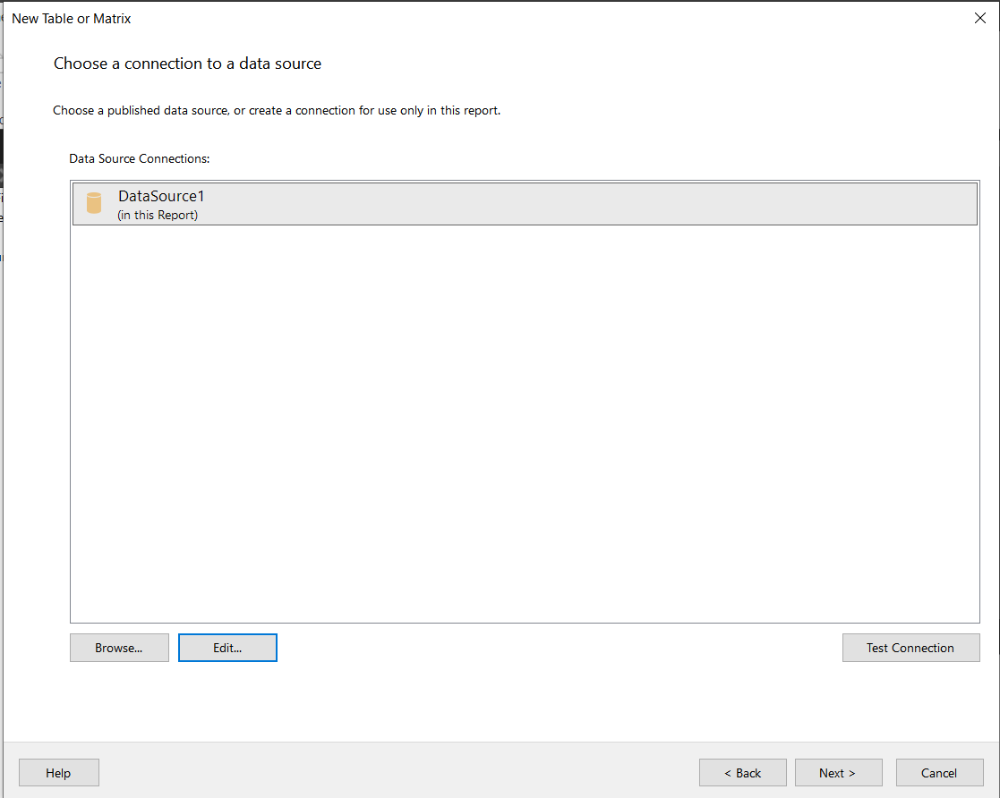 New Table or Matrix
Choose a connection to a data source
Choose a published data source, or create a connection for use only in this report.
Data Source Connections:
DataSource1
(in this Report)
Browse...
Edit...
Test Connection
Help
< Back
Next >
Cancel